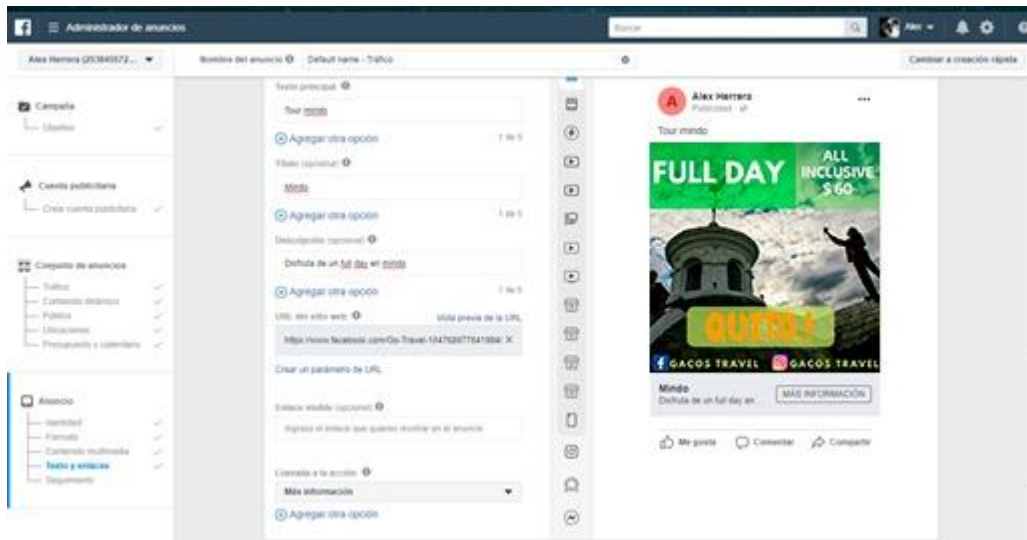 Administrador de anuncios
Buscar
Alex
Alex Herrera
Nombre del anuncio
Default name - Tráfico
Cambiar a creación rápida
Campaña
Objetivo
Cuenta publicitaria
Crear cuenta publicitaria
Conjunto de anuncios
Tráfico
Contenido dinámico
Público
Ubicaciones
Presupuesto y calendario
Anuncio
Identidad
Formato
Contenido multimedia
Texto y enlaces
Seguimiento
Texto principal
Tour mindo
Agregar otra opción
1 de 5
Título (opcional)
Mindo
Agregar otra opción
1 de 5
Descripción (opcional)
Disfruta de un full day en mindo
Agregar otra opción
1 de 5
URL del sitio web
Vista previa de la URL
Crear un parámetro de URL
Enlace visible (opcional)
Ingresa el enlace que quieres mostrar en el anuncio
Llamada a la acción
Más información
Agregar otra opción
A
Alex Herrera
Publicidad
Tour mindo
FULL DAY
ALL
INCLUSIVE
$ 60
QUITO
GACOS TRAVEL
GACOS TRAVEL
Mindo
Disfruta de un full day en ...
MÁS INFORMACIÓN
Me gusta
Comentar
Compartir